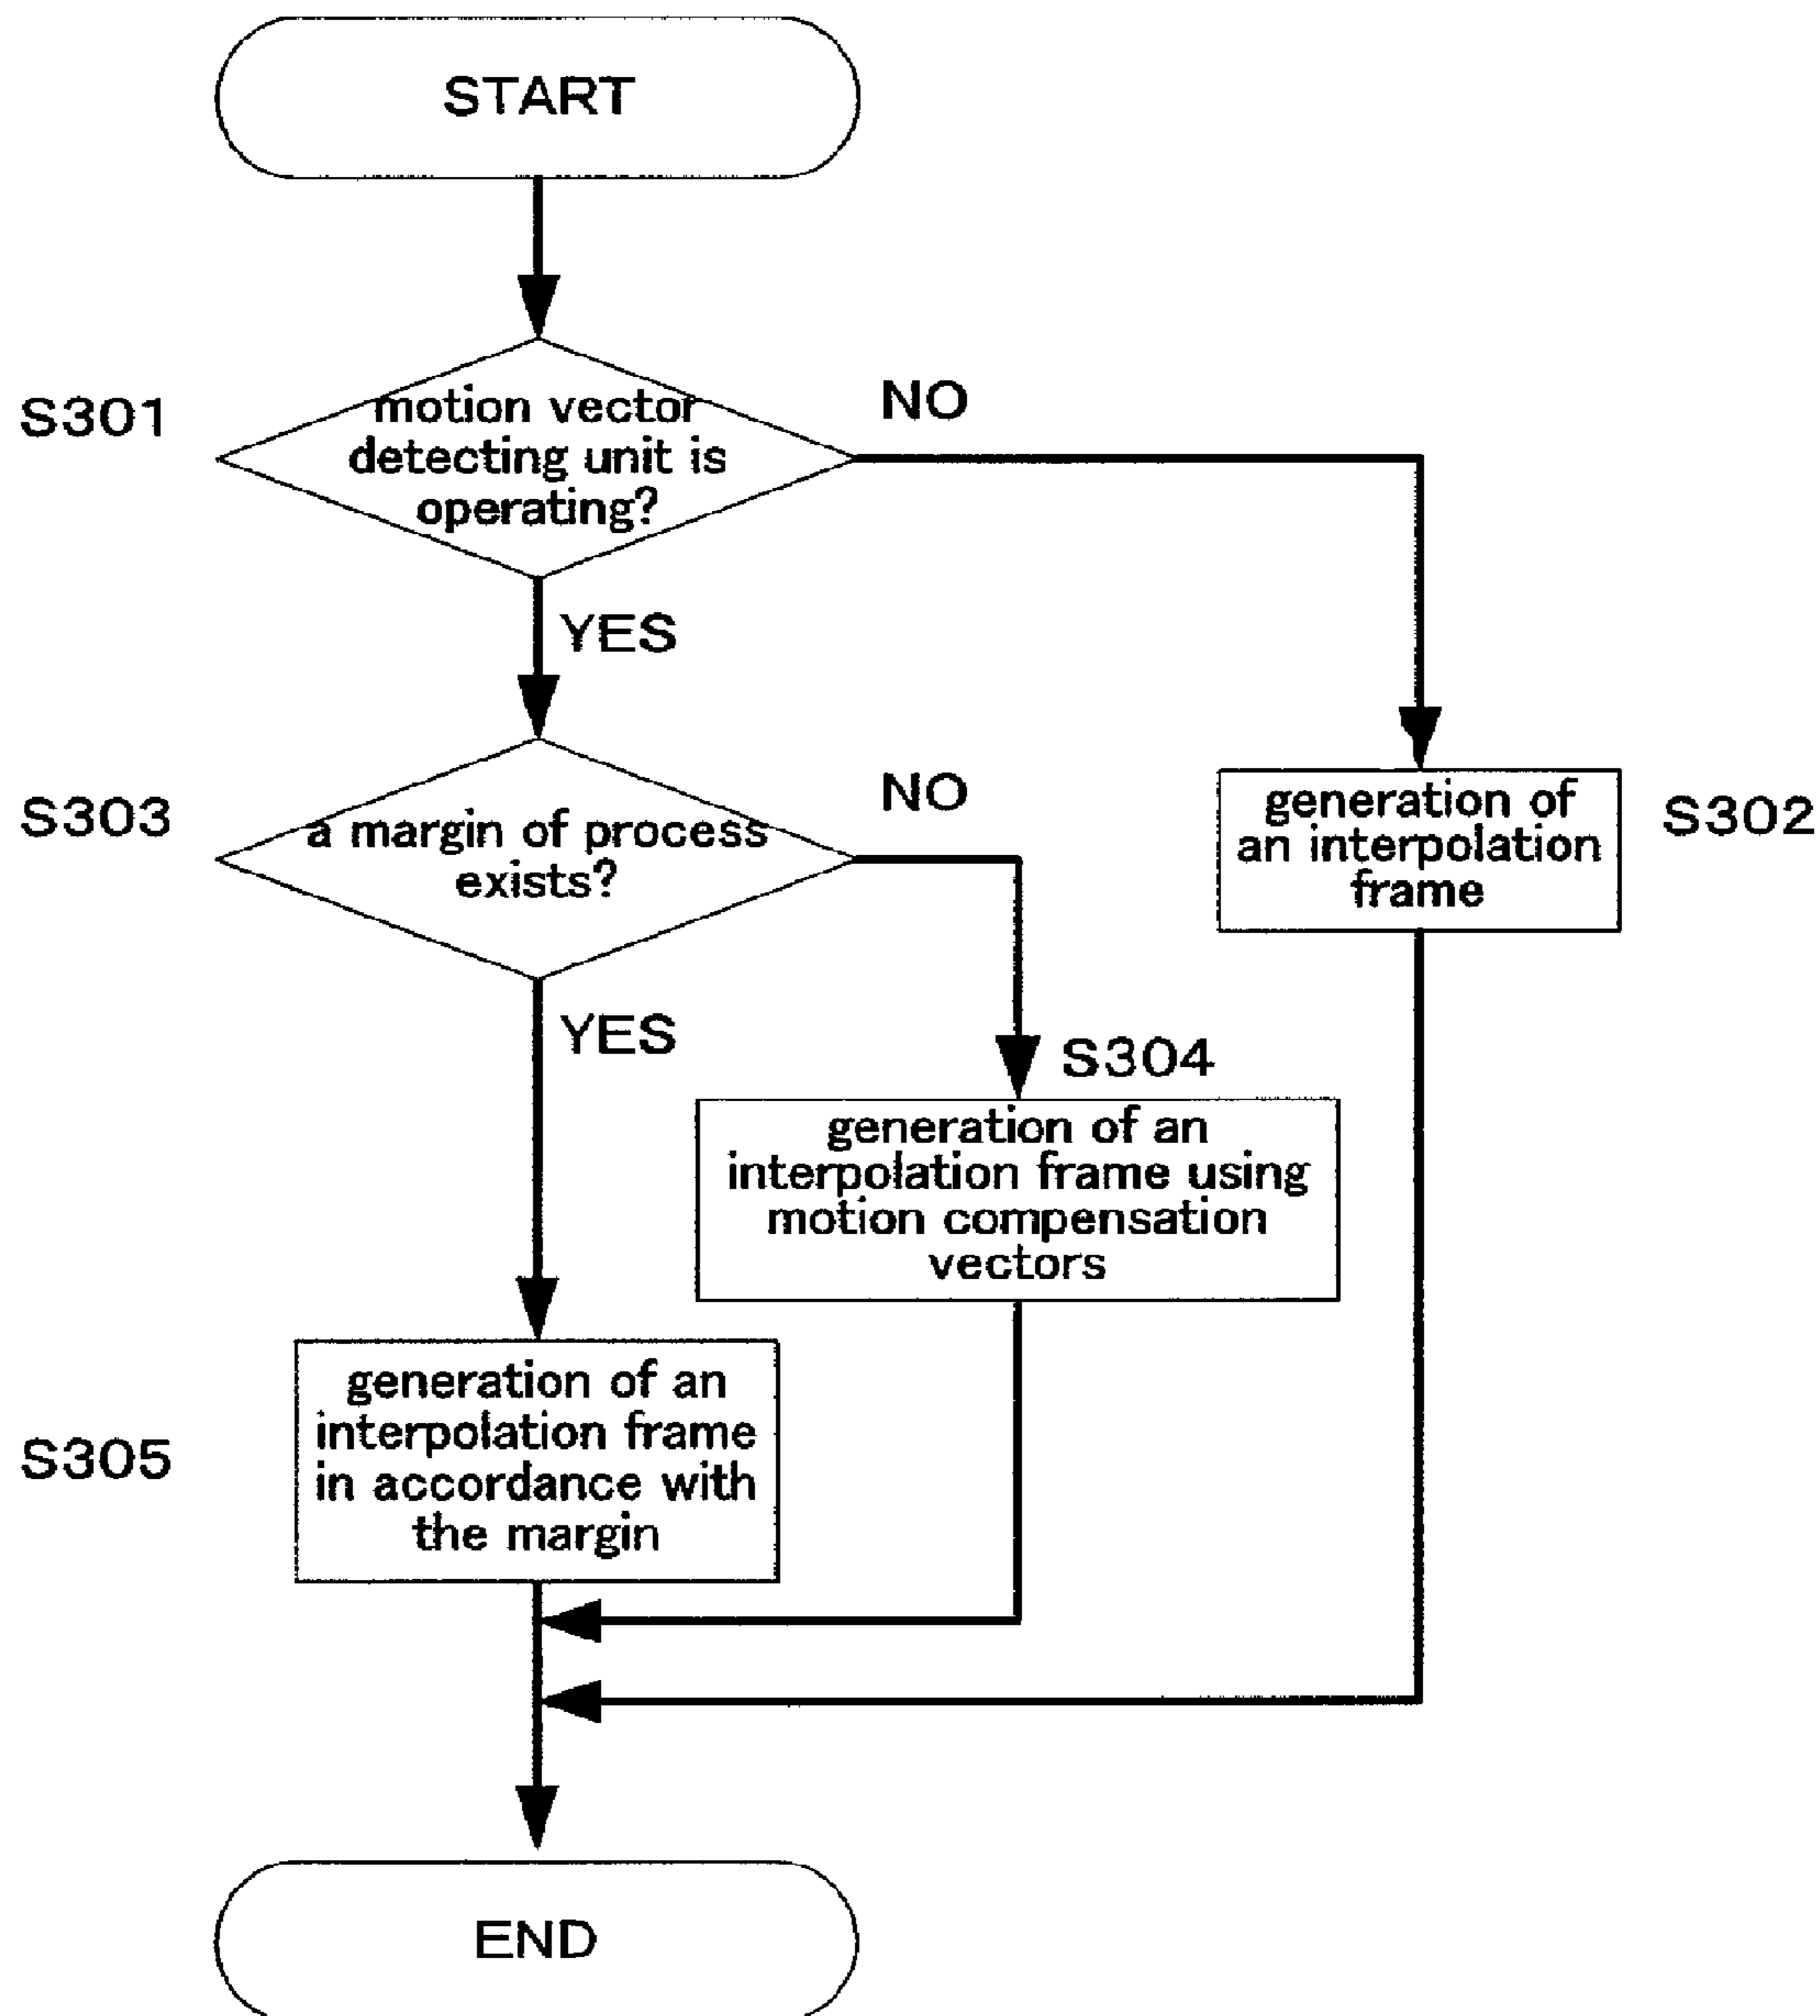 START
S301
motion vector
detecting unit is
operating?
NO
YES
S303
a margin of process
exists?
NO
generation of
an interpolation
frame
S302
YES
S304
generation of an
interpolation frame using
motion compensation
vectors
S305
generation of an
interpolation frame
in accordance with
the margin
END